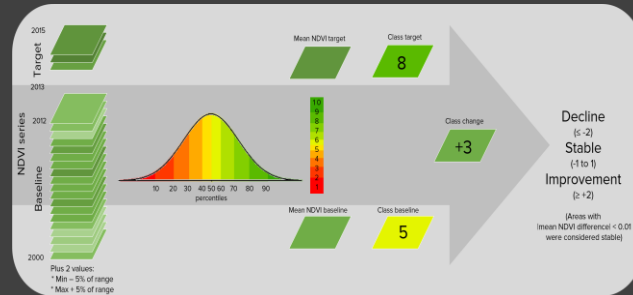 2015
Target
Mean NDVI target
Class target
8
2013
2012
NDVI series
Baseline
2000
10 20 30 40 50 60 70 80 90
percentiles
10
9
8
7
6
5
4
3
2
1
Class change
+3
Mean NDVI baseline
Class baseline
5
Plus 2 values:
* Min – 5% of range
* Max + 5% of range
Decline
(≤ -2)
Stable
(-1 to 1)
Improvement
(≥ +2)
(Areas with
|mean NDVI difference| < 0.01
were considered stable)